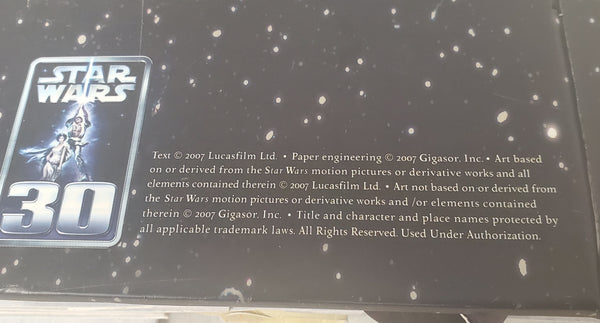 STAR
WARS
30
Text © 2007 Lucasfilm Ltd. • Paper engineering © 2007 Gigasor, Inc. • Art based
on or derived from the Star Wars motion pictures or derivative works and all
elements contained therein © 2007 Lucasfilm Ltd. • Art not based on or derived from
the Star Wars motion pictures or derivative works and /or elements contained
therein © 2007 Gigasor, Inc. • Title and character and place names protected by
all applicable trademark laws. All Rights Reserved. Used Under Authorization.